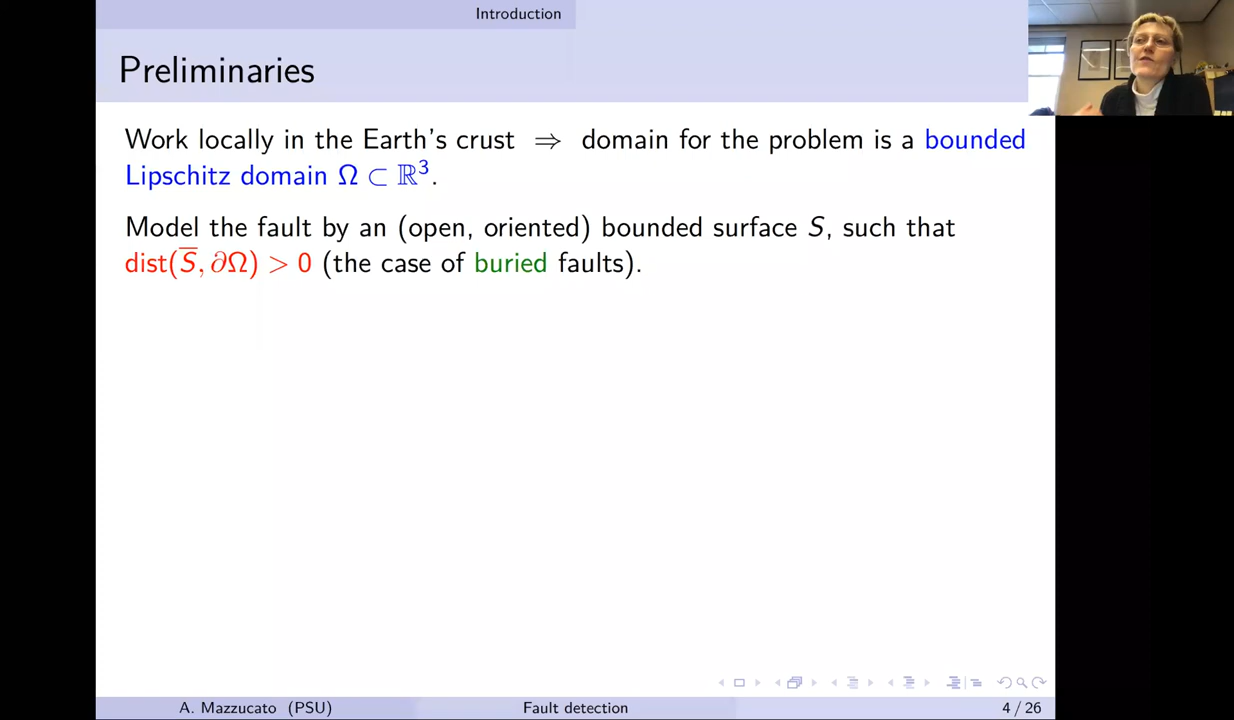 Introduction
Preliminaries
Work locally in the Earth's crust ⇒ domain for the problem is a bounded
Lipschitz domain Ω ⊂ ℝ³.
Model the fault by an (open, oriented) bounded surface S, such that
dist(S̅, ∂Ω) > 0 (the case of buried faults).
A. Mazzucato (PSU) Fault detection 4 / 26